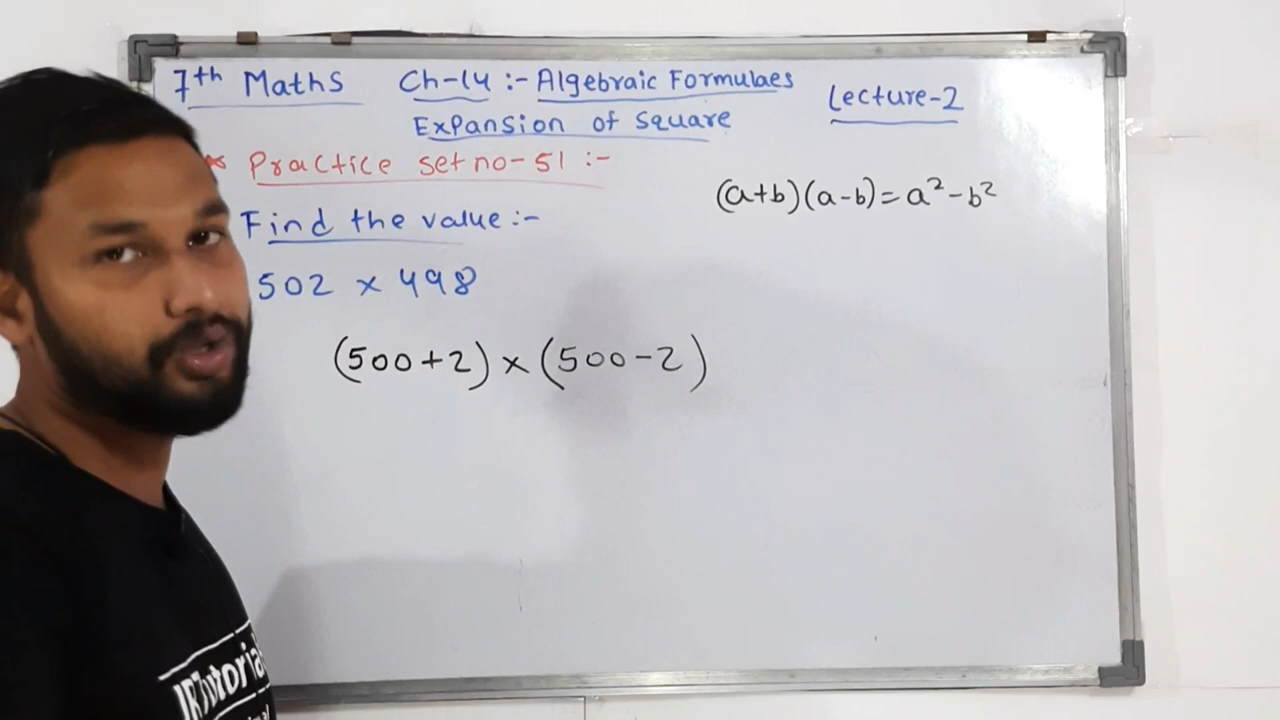 7th Maths Ch-14 :- Algebraic Formulaes Lecture-2
Expansion of square
* Practice set no-51 :-
(a+b)(a-b)=a²-b²
Find the value :-
502 x 498
(500+2) x (500-2)